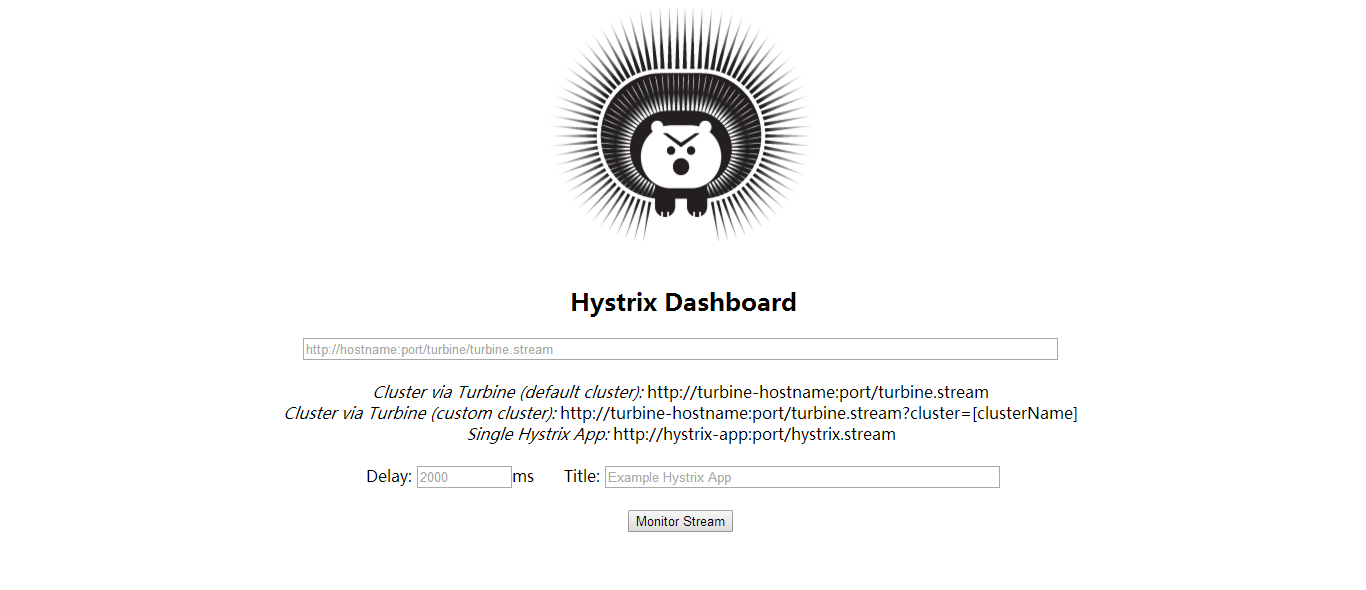 Hystrix Dashboard
http://hostname:port/turbine/turbine.stream
Cluster via Turbine (default cluster): http://turbine-hostname:port/turbine.stream
Cluster via Turbine (custom cluster): http://turbine-hostname:port/turbine.stream?cluster=[clusterName]
Single Hystrix App: http://hystrix-app:port/hystrix.stream
Delay: 2000 ms Title: Example Hystrix App
Monitor Stream